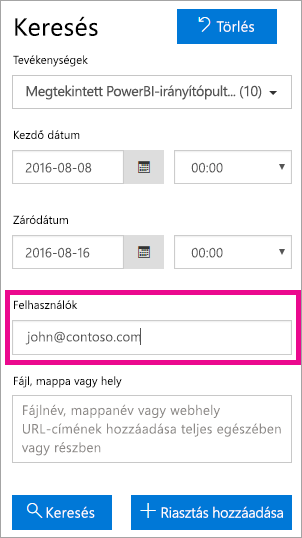 Keresés
Törlés
Tevékenységek
Megtekintett PowerBI-irányítópult... (10)
Kezdő dátum
2016-08-08
00:00
Záródátum
2016-08-16
00:00
Felhasználók
john@contoso.com
Fájl, mappa vagy hely
Fájlnév, mappanév vagy webhely
URL-címének hozzáadása teljes egészében
vagy részben
Keresés
Riasztás hozzáadása